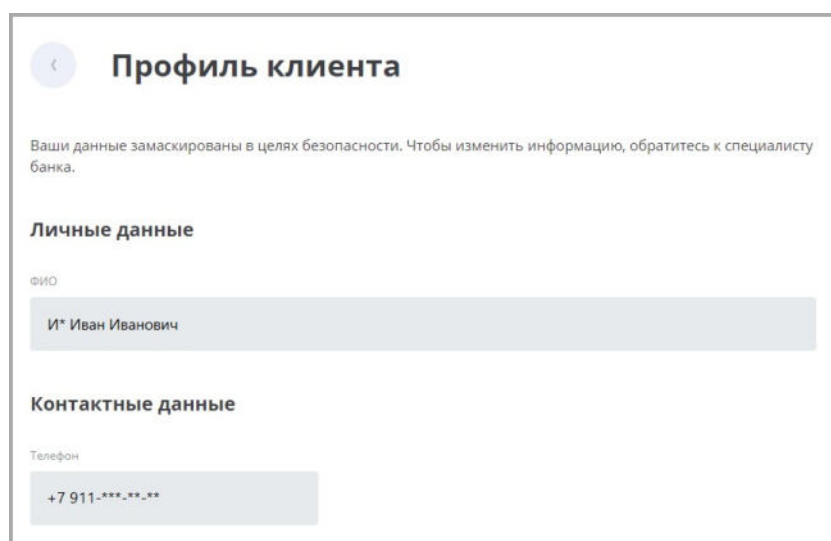 Профиль клиента
Ваши данные замаскированы в целях безопасности. Чтобы изменить информацию, обратитесь к специалисту
банка.
Личные данные
ФИО
И* Иван Иванович
Контактные данные
Телефон
+7 911-***-**-**